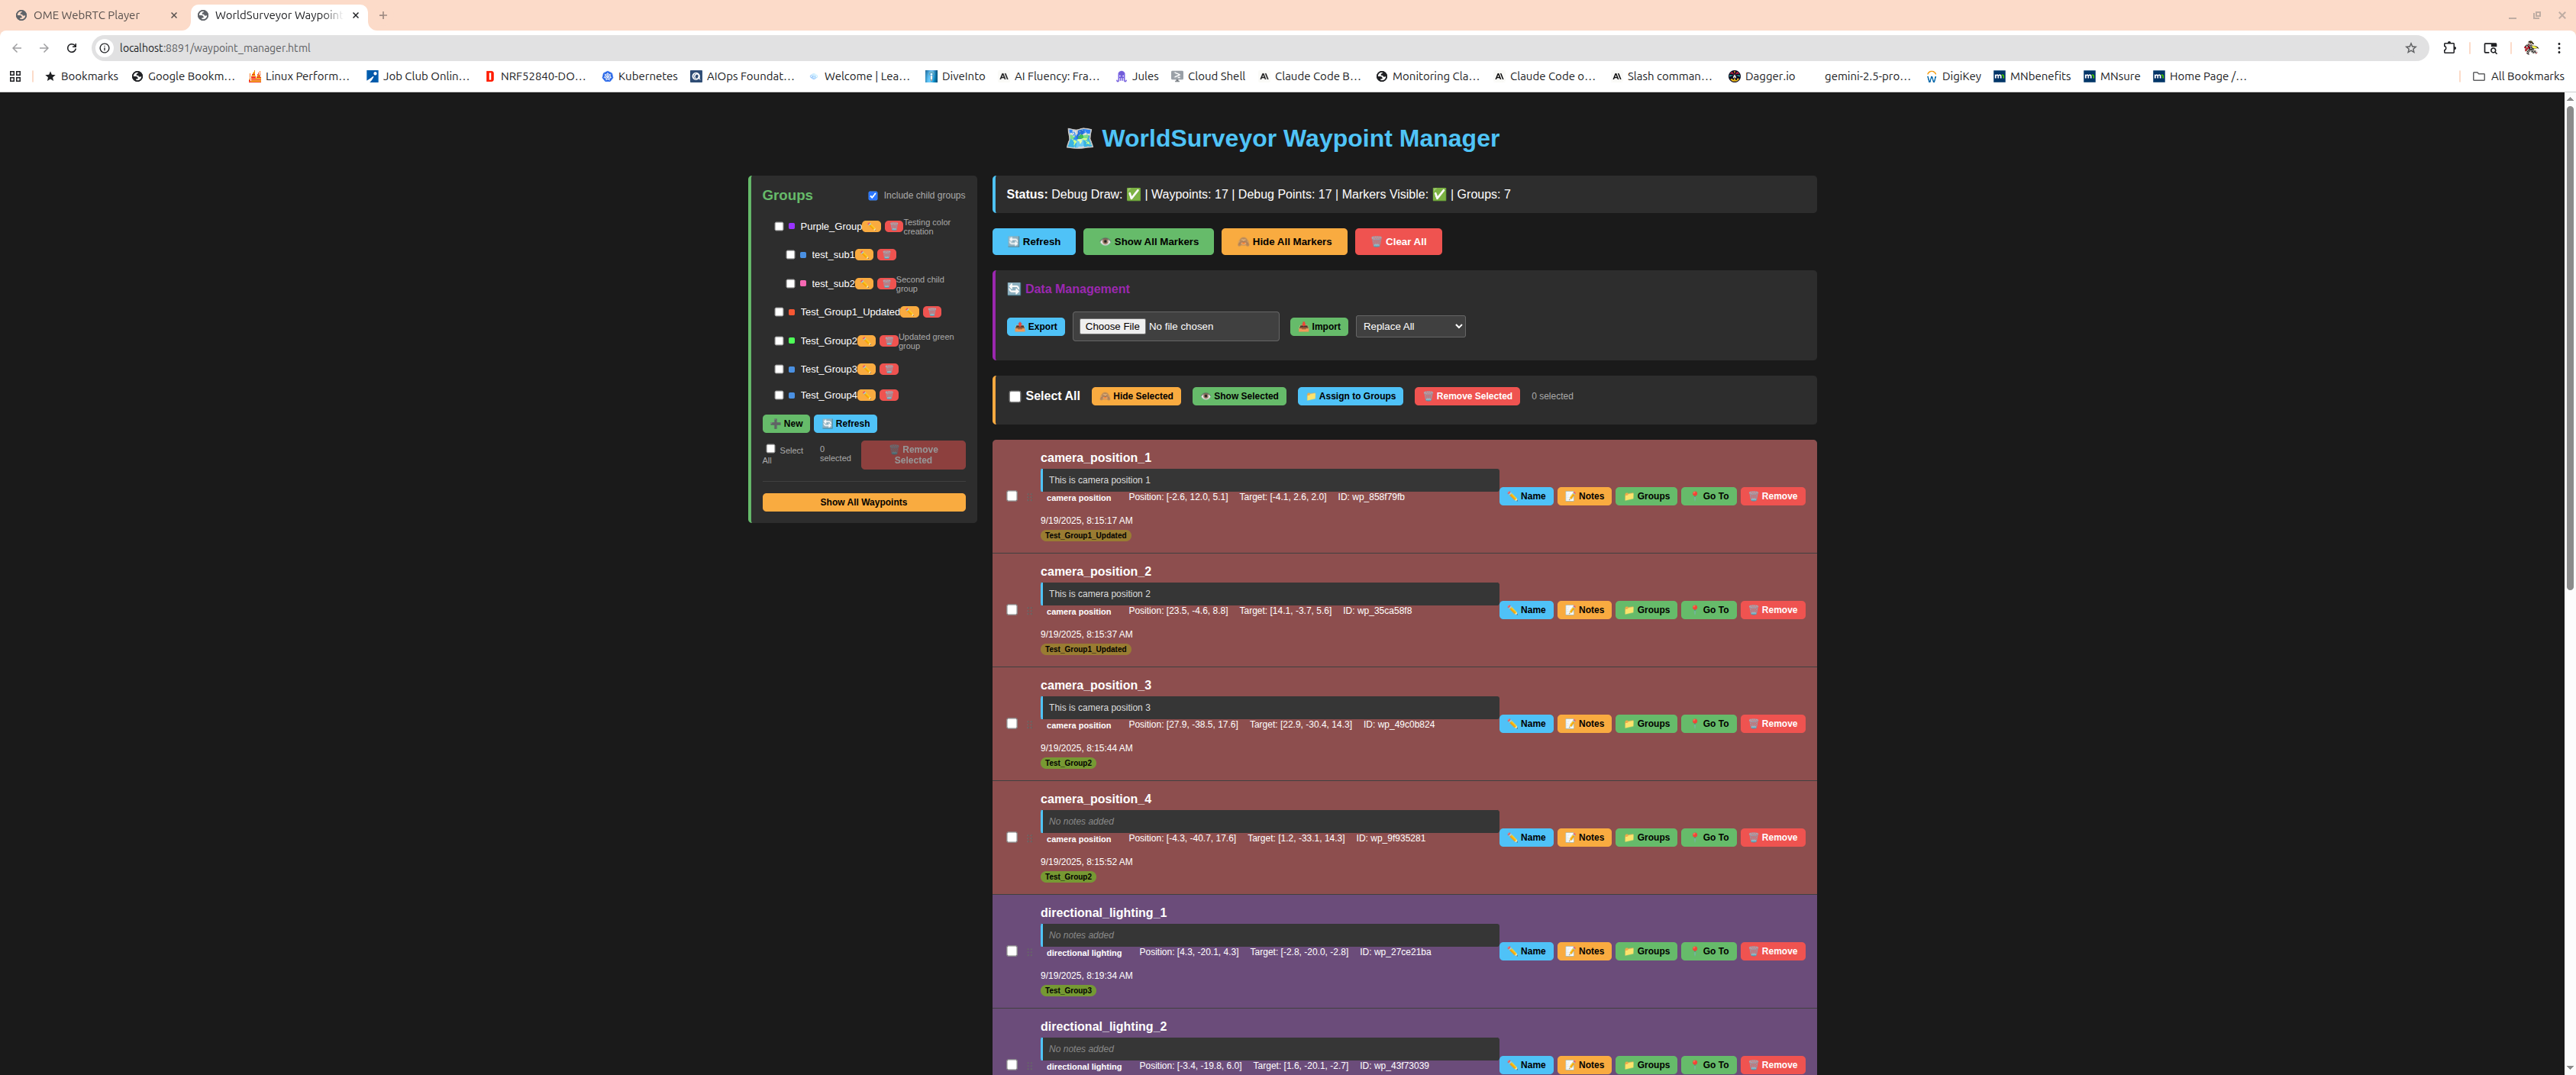 OME WebRTC Player
WorldSurveyor Waypoin
localhost:8891/waypoint_manager.html
Bookmarks Google Bookm… Linux Perform… Job Club Onlin… NRF52840-DO… Kubernetes AIOps Foundat… Welcome | Lea… DiveInto AI Fluency: Fra… Jules Cloud Shell Claude Code B… Monitoring Cla… Claude Code o… Slash comman… Dagger.io gemini-2.5-pro… DigiKey MNbenefits MNsure Home Page /… All Bookmarks
WorldSurveyor Waypoint Manager
Groups Include child groups
Purple_Group Testing color
creation
test_sub1
test_sub2 Second child
group
Test_Group1_Updated
Test_Group2 Updated green
group
Test_Group3
Test_Group4
New Refresh
Select
All
0
selected
Remove
Selected
Show All Waypoints
Status: Debug Draw: ✅ | Waypoints: 17 | Debug Points: 17 | Markers Visible: ✅ | Groups: 7
Refresh Show All Markers Hide All Markers Clear All
Data Management
Export Choose File No file chosen Import Replace All
Select All Hide Selected Show Selected Assign to Groups Remove Selected 0 selected
camera_position_1
This is camera position 1
camera position Position: [-2.6, 12.0, 5.1] Target: [-4.1, 2.6, 2.0] ID: wp_858f79fb
Name Notes Groups Go To Remove
9/19/2025, 8:15:17 AM
Test_Group1_Updated
camera_position_2
This is camera position 2
camera position Position: [23.5, -4.6, 8.8] Target: [14.1, -3.7, 5.6] ID: wp_35ca58f8
Name Notes Groups Go To Remove
9/19/2025, 8:15:37 AM
Test_Group1_Updated
camera_position_3
This is camera position 3
camera position Position: [27.9, -38.5, 17.6] Target: [22.9, -30.4, 14.3] ID: wp_49c0b824
Name Notes Groups Go To Remove
9/19/2025, 8:15:44 AM
Test_Group2
camera_position_4
No notes added
camera position Position: [-4.3, -40.7, 17.6] Target: [1.2, -33.1, 14.3] ID: wp_9f935281
Name Notes Groups Go To Remove
9/19/2025, 8:15:52 AM
Test_Group2
directional_lighting_1
No notes added
directional lighting Position: [4.3, -20.1, 4.3] Target: [-2.8, -20.0, -2.8] ID: wp_27ce21ba
Name Notes Groups Go To Remove
9/19/2025, 8:19:34 AM
Test_Group3
directional_lighting_2
No notes added
directional lighting Position: [-3.4, -19.8, 6.0] Target: [1.6, -20.1, -2.7] ID: wp_43f73039
Name Notes Groups Go To Remove